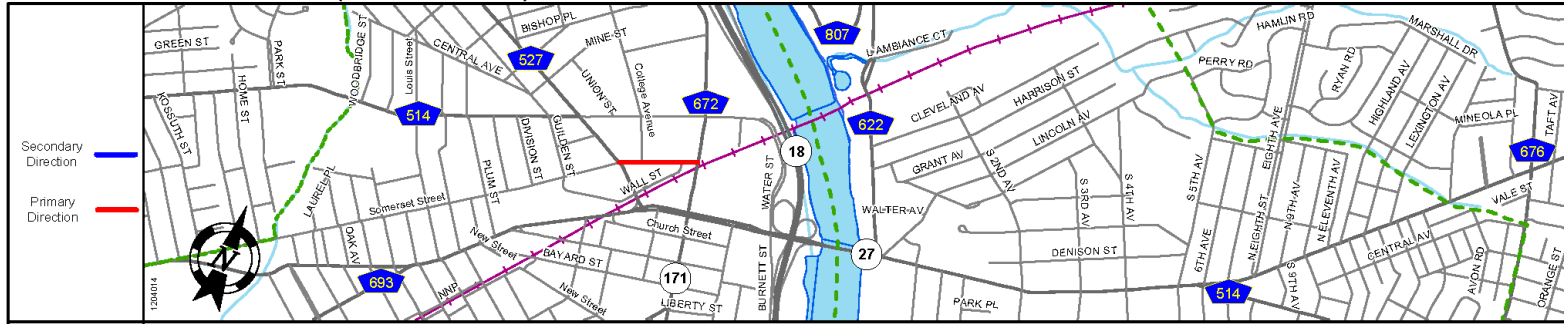 Secondary
Direction
Primary
Direction
GREEN ST
PARK ST
HOME ST
KOSSUTH ST
WOODBRIDGE ST
Louis Street
CENTRAL AVE
BISHOP PL
527
MINE ST
UNION ST
College Avenue
672
514
DIVISION ST
GUILDEN ST
PLUM ST
LAUREL PL
Somerset Street
OAK AV
WALL ST
Church Street
New Street
BAYARD ST
New Street
693
NNP
171
LIBERTY ST
WATER ST
BURNETT ST
N
1204014
18
807
L-AMBIANCE CT
622
CLEVELAND AV
HARRISON ST
LINCOLN AV
GRANT AV
S 2ND AV
S 3RD AV
S 4TH AV
WALTER AV
27
DENISON ST
PARK PL
S 5TH AV
6TH AVE
EIGHTH AVE
N EIGHTH ST
N 9TH AV
N ELEVENTH AV
S 9TH AV
514
HAMLIN RD
PERRY RD
RYAN RD
MARSHALL DR
HIGHLAND AV
LEXINGTON AV
MINEOLA PL
TAFT AV
676
VALE ST
CENTRAL AV
AVON RD
ORANGE ST